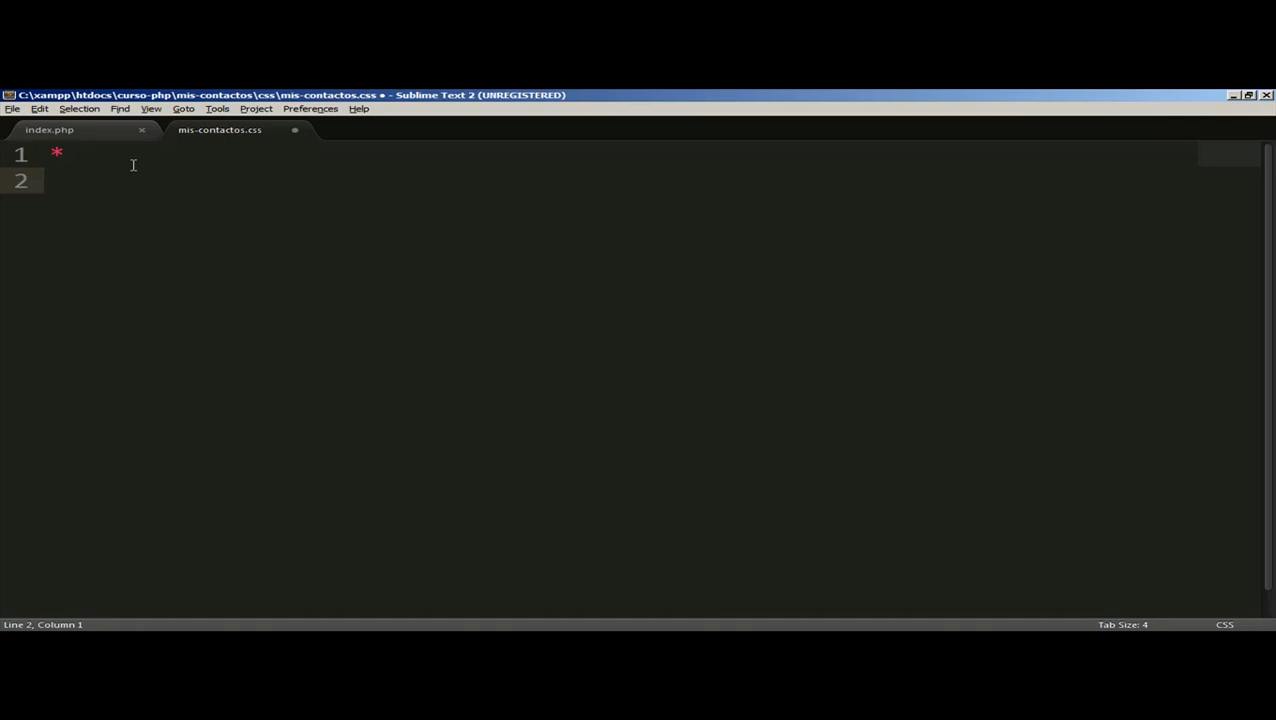 C:\xampp\htdocs\curso-php\mis-contactos\css\mis-contactos.css • - Sublime Text 2 (UNREGISTERED)
File Edit Selection Find View Goto Tools Project Preferences Help
index.php × mis-contactos.css
1 *
2
Line 2, Column 1 Tab Size: 4 CSS